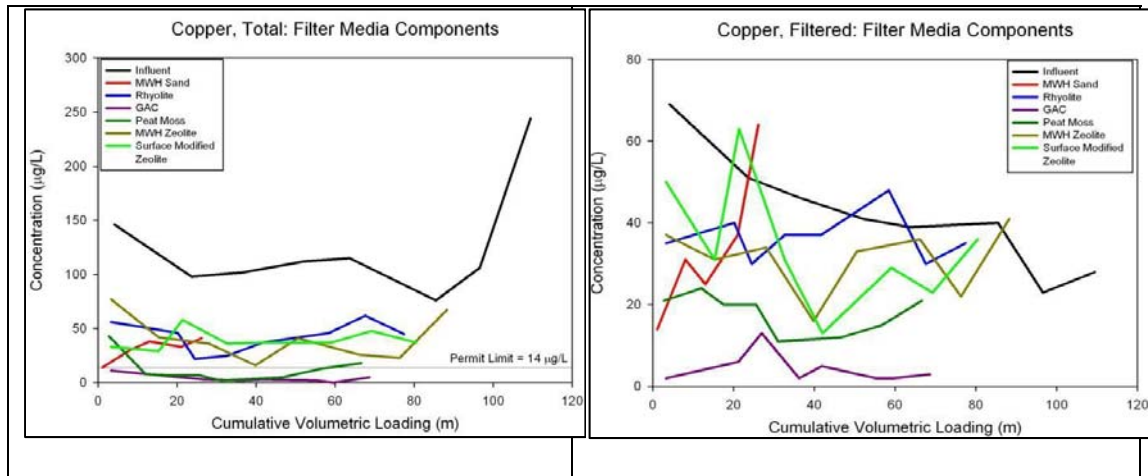 Copper, Total: Filter Media Components
300
250
200
150
100
50
0
Concentration (µg/L)
Influent
MWH Sand
Rhyolite
GAC
Peat Moss
MWH Zeolite
Surface Modified
Zeolite
Permit Limit = 14 µg/L
0 20 40 60 80 100 120
Cumulative Volumetric Loading (m)
Copper, Filtered: Filter Media Components
80
60
40
20
0
Concentration (µg/L)
Influent
MWH Sand
Rhyolite
GAC
Peat Moss
MWH Zeolite
Surface Modified
Zeolite
0 20 40 60 80 100 120
Cumulative Volumetric Loading (m)